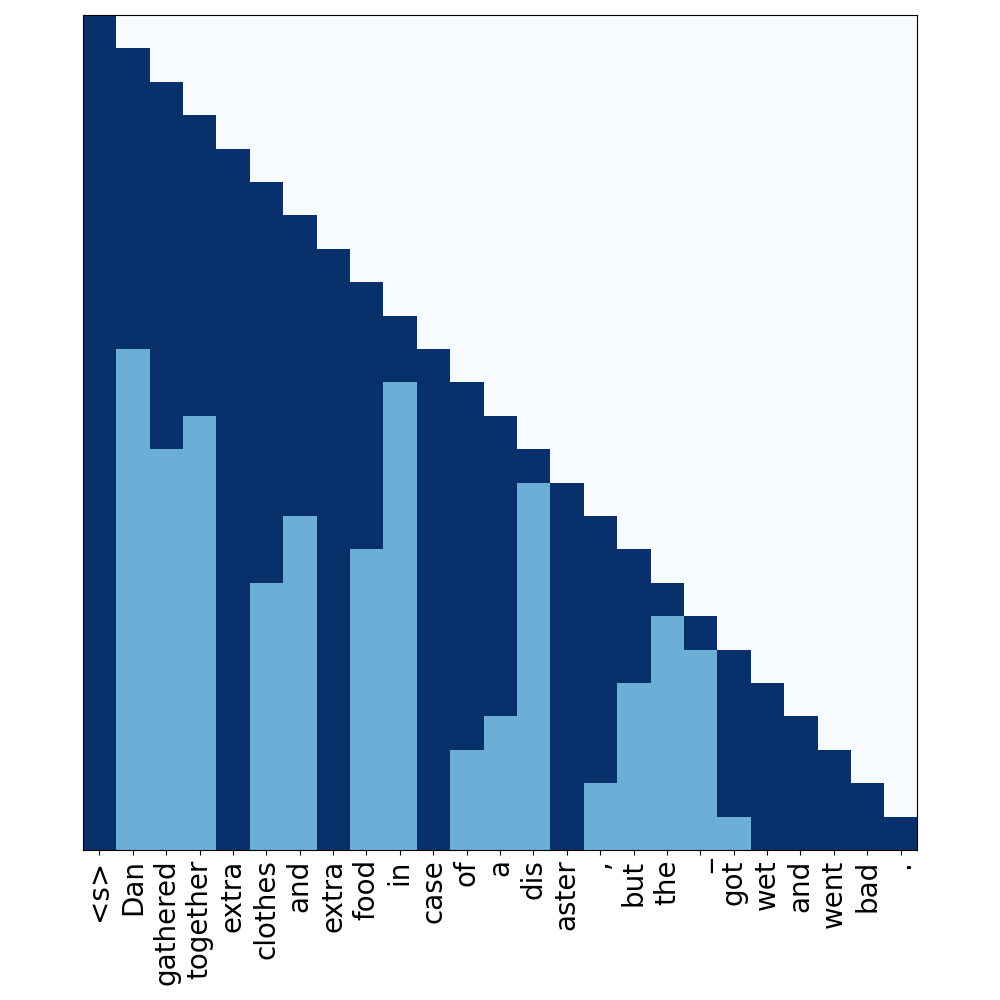 <s>
Dan
gathered
together
extra
clothes
and
extra
food
in
case
of
a
dis
aster
,
but
the
_
got
wet
and
went
bad
.